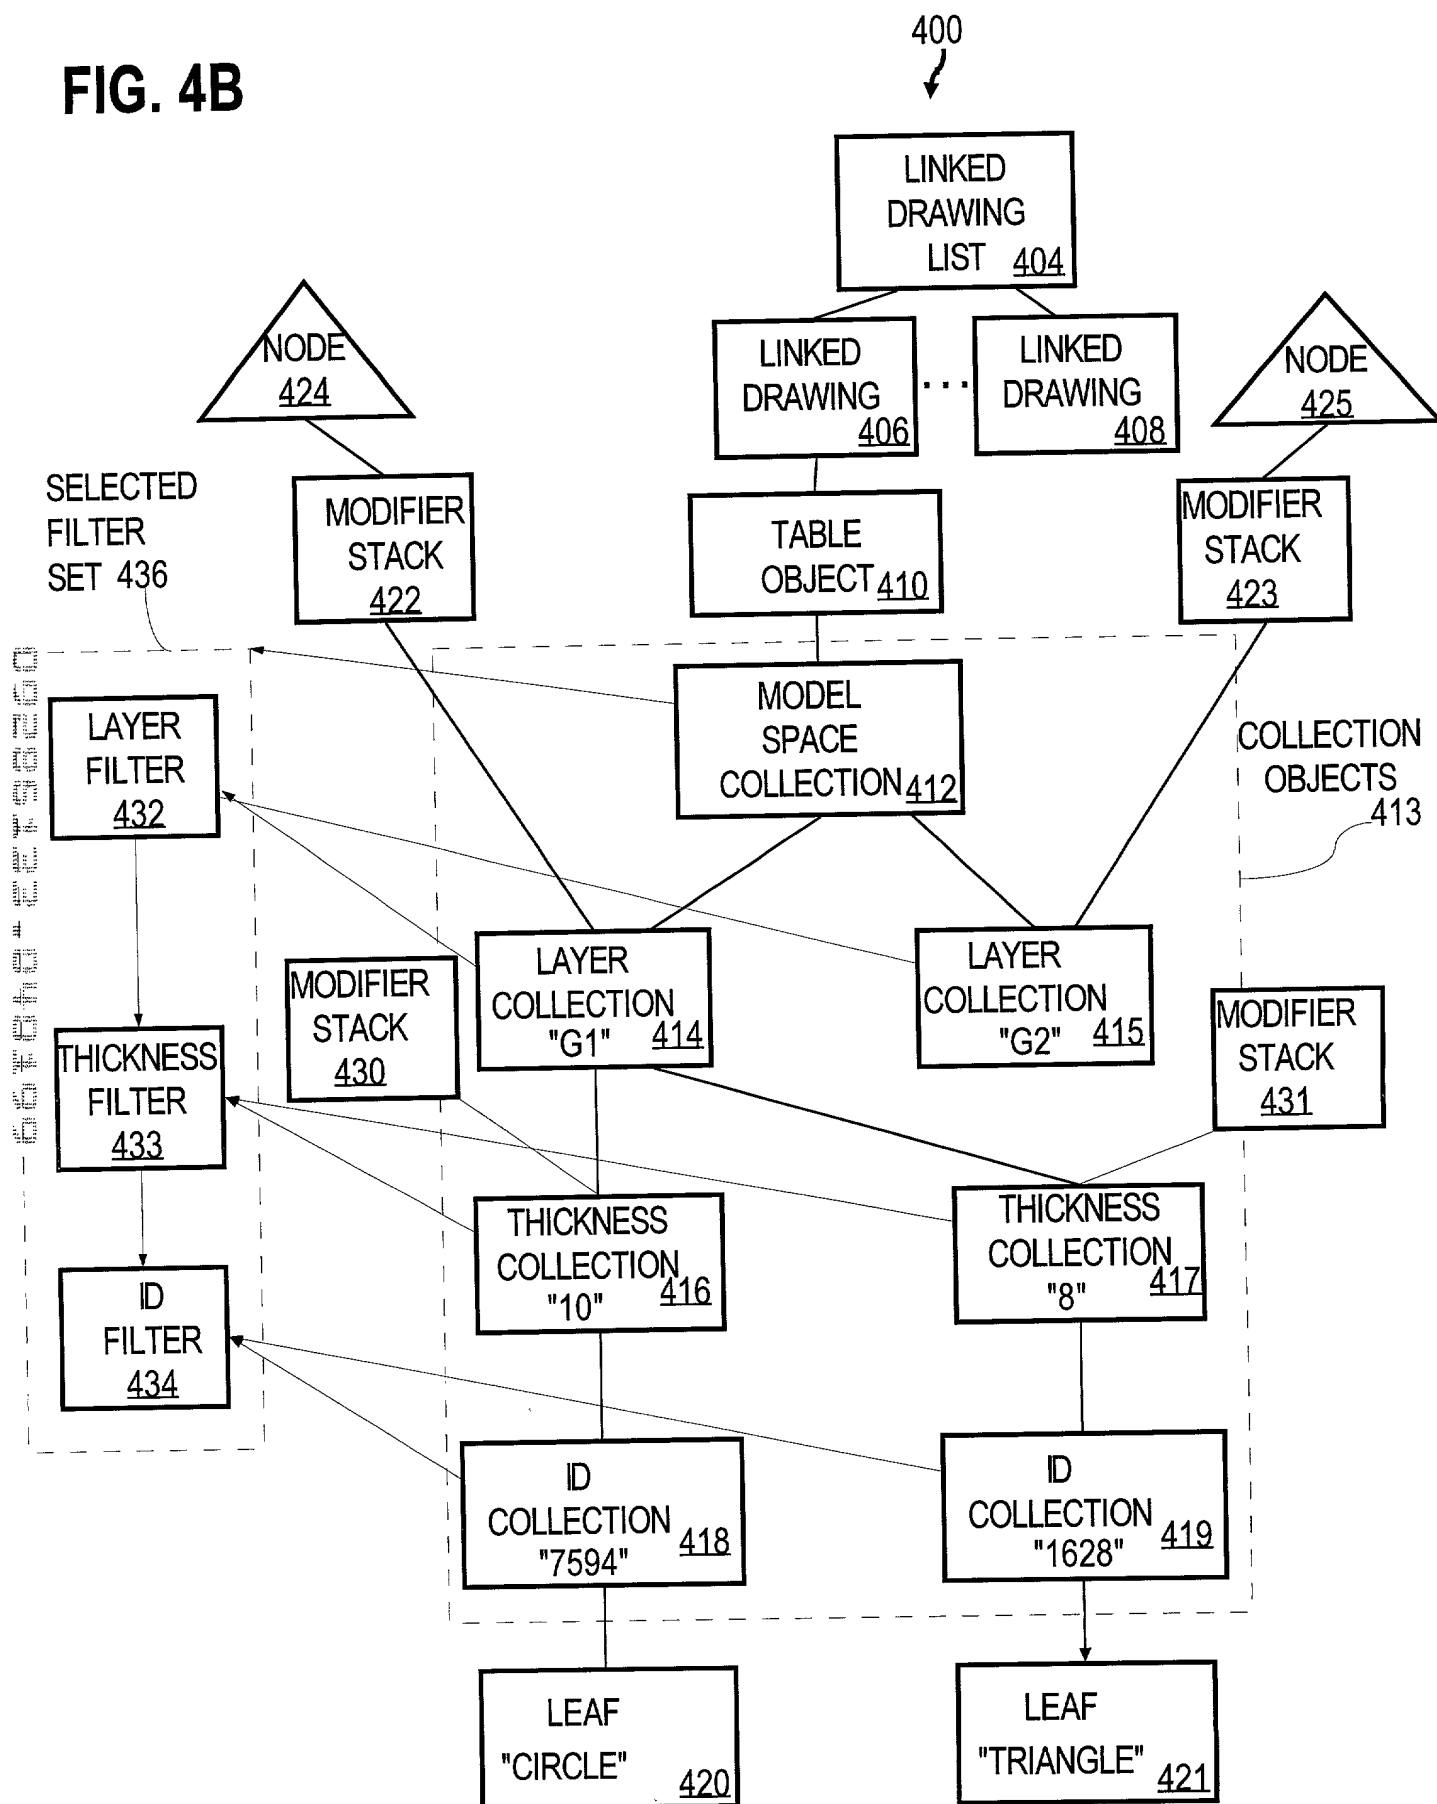 FIG. 4B
400
LINKED
DRAWING
LIST 404
NODE
424
LINKED
DRAWING
406
...
LINKED
DRAWING
408
NODE
425
SELECTED
FILTER
SET 436
MODIFIER
STACK
422
TABLE
OBJECT 410
MODIFIER
STACK
423
LAYER
FILTER
432
MODEL
SPACE
COLLECTION 412
COLLECTION
OBJECTS
413
MODIFIER
STACK
430
LAYER
COLLECTION
"G1" 414
LAYER
COLLECTION
"G2" 415
MODIFIER
STACK
431
THICKNESS
FILTER
433
THICKNESS
COLLECTION
"10" 416
THICKNESS
COLLECTION
"8" 417
ID
FILTER
434
ID
COLLECTION
"7594" 418
ID
COLLECTION
"1628" 419
LEAF
"CIRCLE"
420
LEAF
"TRIANGLE"
421